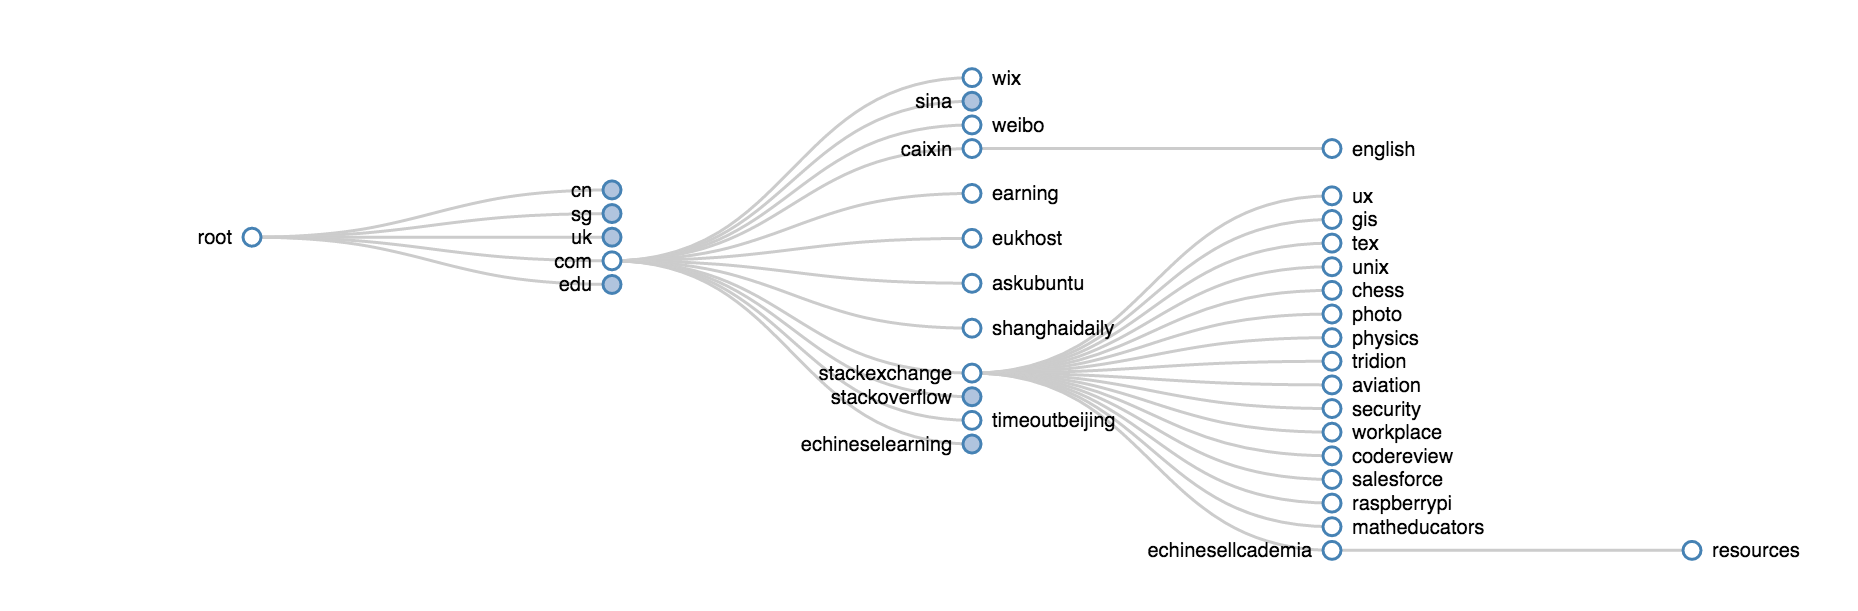 root
cn
sg
uk
com
edu
wix
sina
weibo
caixin
earning
eukhost
askubuntu
shanghaidaily
stackexchange
stackoverflow
timeoutbeijing
echineselearning
english
ux
gis
tex
unix
chess
photo
physics
tridion
aviation
security
workplace
codereview
salesforce
raspberrypi
matheducators
echinesellcademia
resources